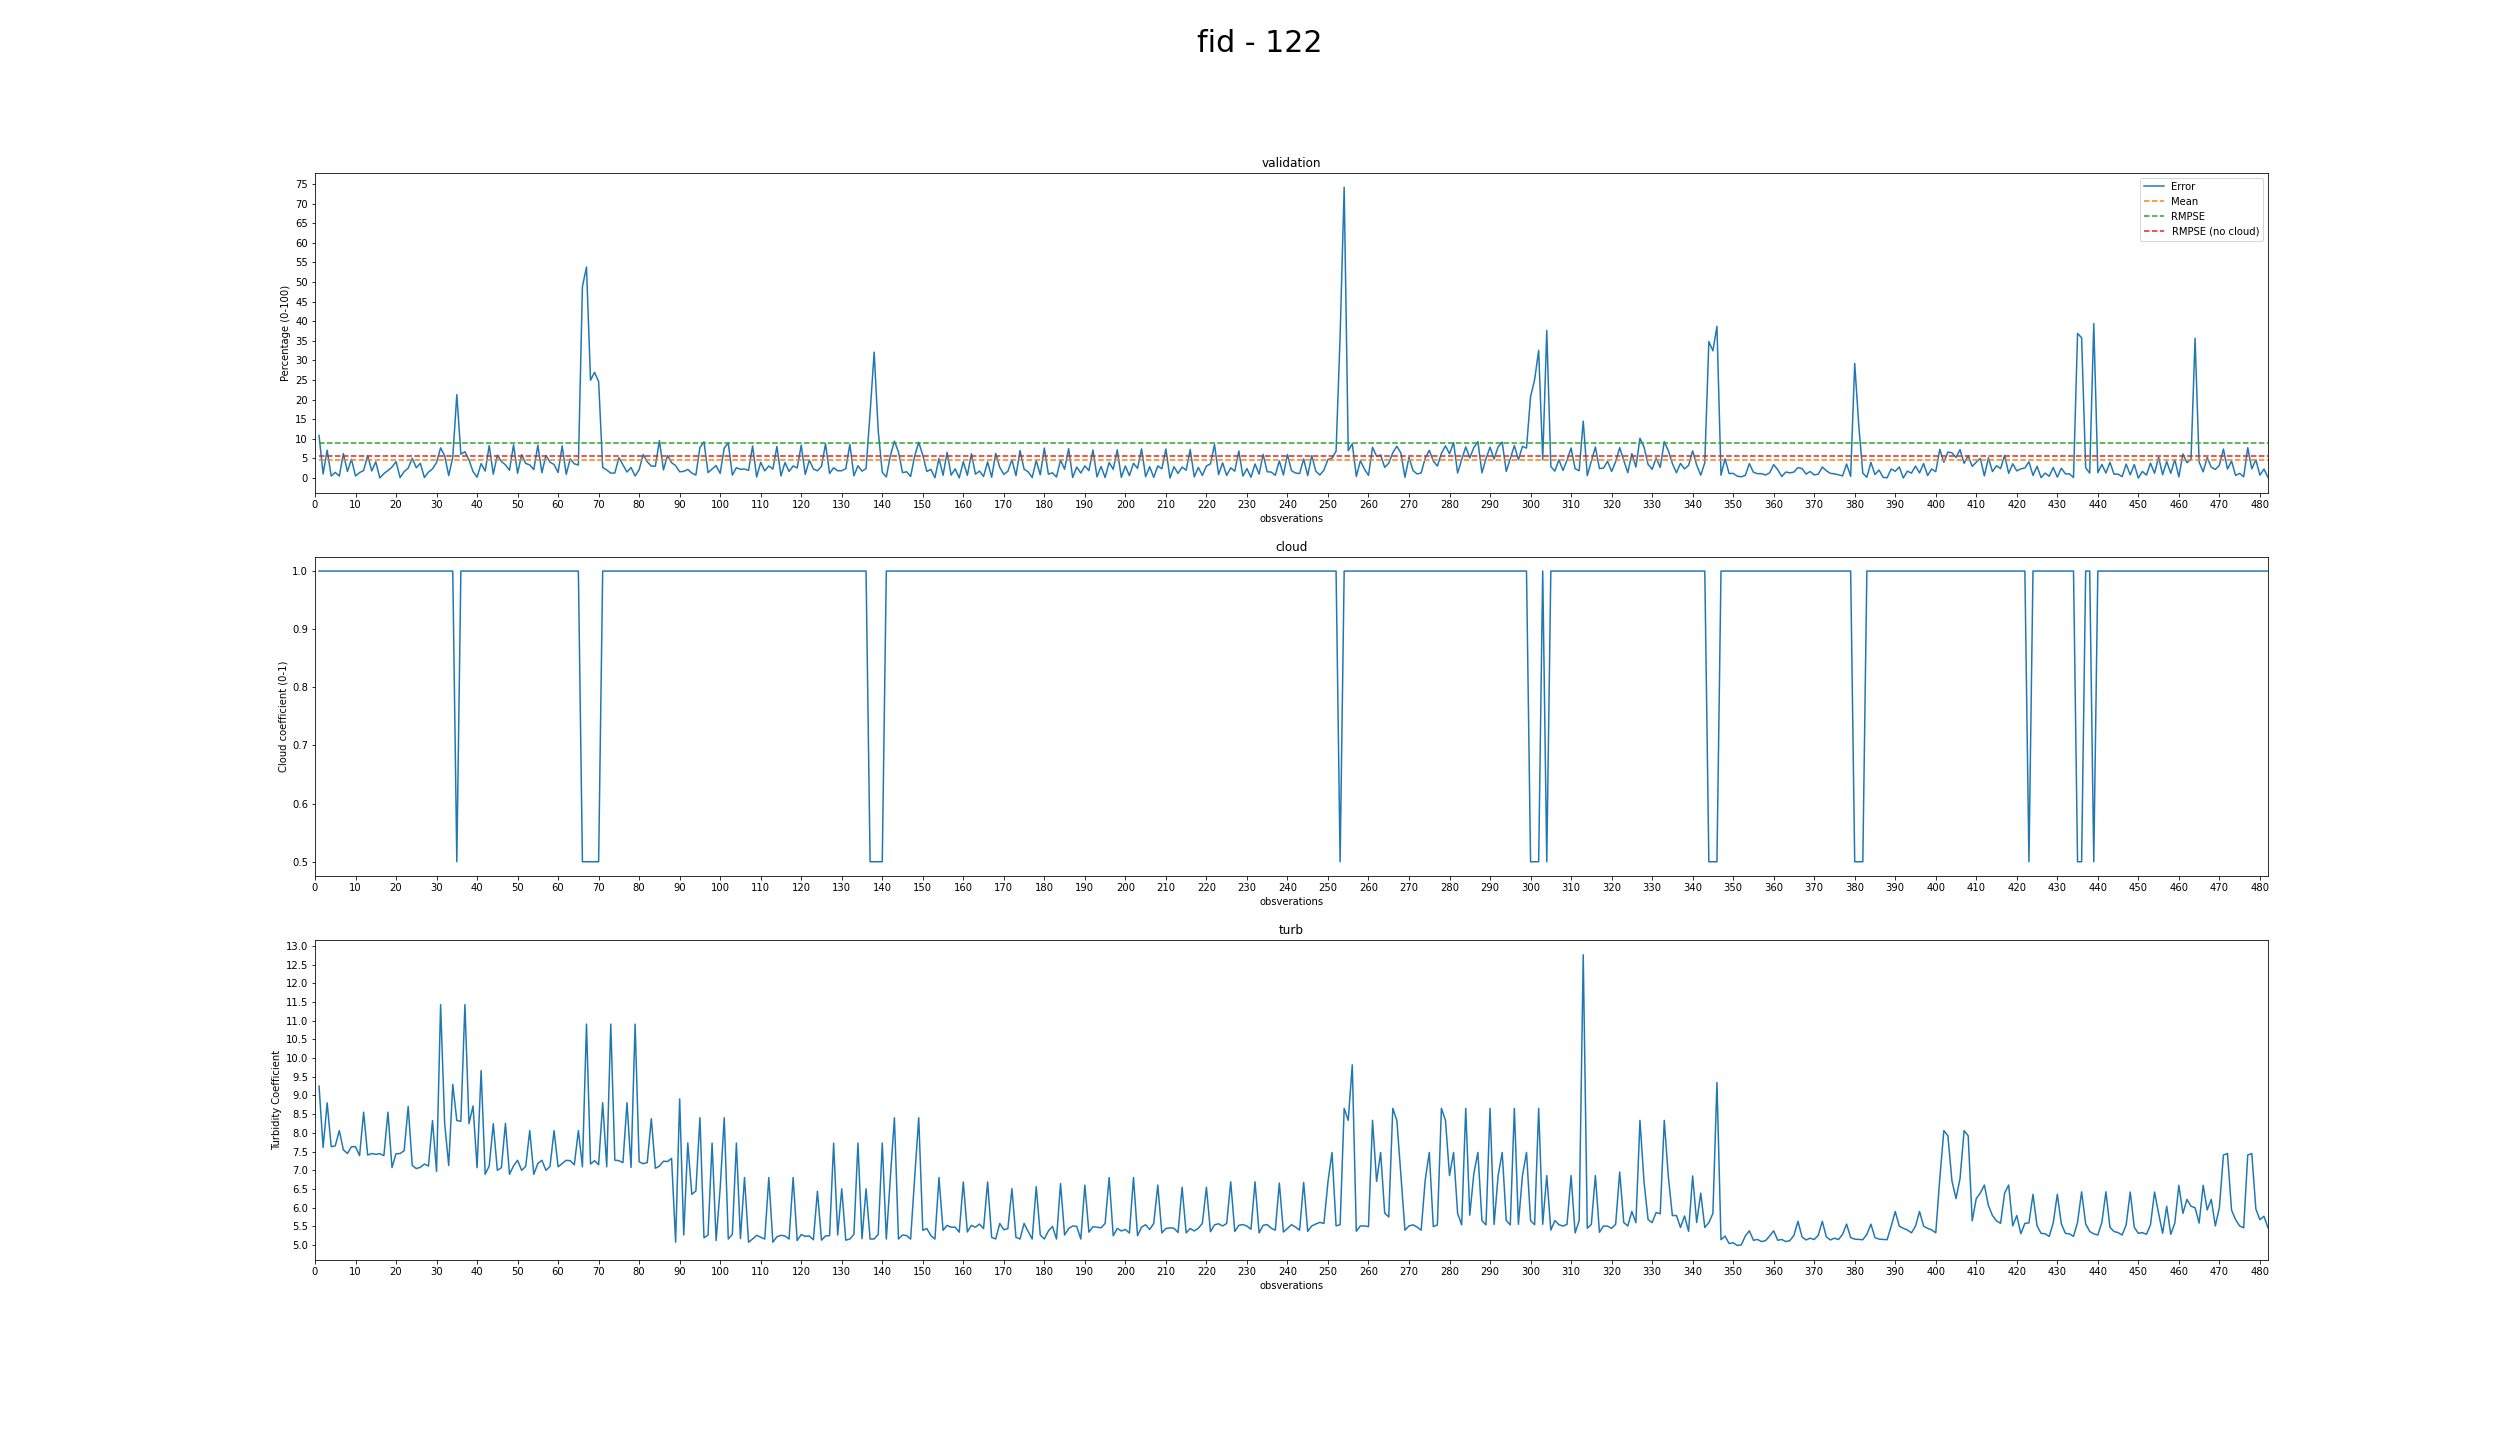 fid - 122
validation
75
70
65
60
55
50
45
40
35
30
25
20
15
10
5
0
Percentage (0-100)
Error
Mean
RMPSE
RMPSE (no cloud)
0 10 20 30 40 50 60 70 80 90 100 110 120 130 140 150 160 170 180 190 200 210 220 230 240 250 260 270 280 290 300 310 320 330 340 350 360 370 380 390 400 410 420 430 440 450 460 470 480
obsverations
cloud
1.0
0.9
0.8
0.7
0.6
0.5
Cloud coefficient (0-1)
0 10 20 30 40 50 60 70 80 90 100 110 120 130 140 150 160 170 180 190 200 210 220 230 240 250 260 270 280 290 300 310 320 330 340 350 360 370 380 390 400 410 420 430 440 450 460 470 480
obsverations
turb
13.0
12.5
12.0
11.5
11.0
10.5
10.0
9.5
9.0
8.5
8.0
7.5
7.0
6.5
6.0
5.5
5.0
Turbidity Coefficient
0 10 20 30 40 50 60 70 80 90 100 110 120 130 140 150 160 170 180 190 200 210 220 230 240 250 260 270 280 290 300 310 320 330 340 350 360 370 380 390 400 410 420 430 440 450 460 470 480
obsverations